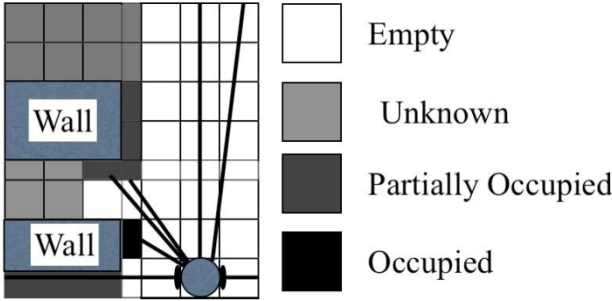 Wall
Wall
Empty
Unknown
Partially Occupied
Occupied